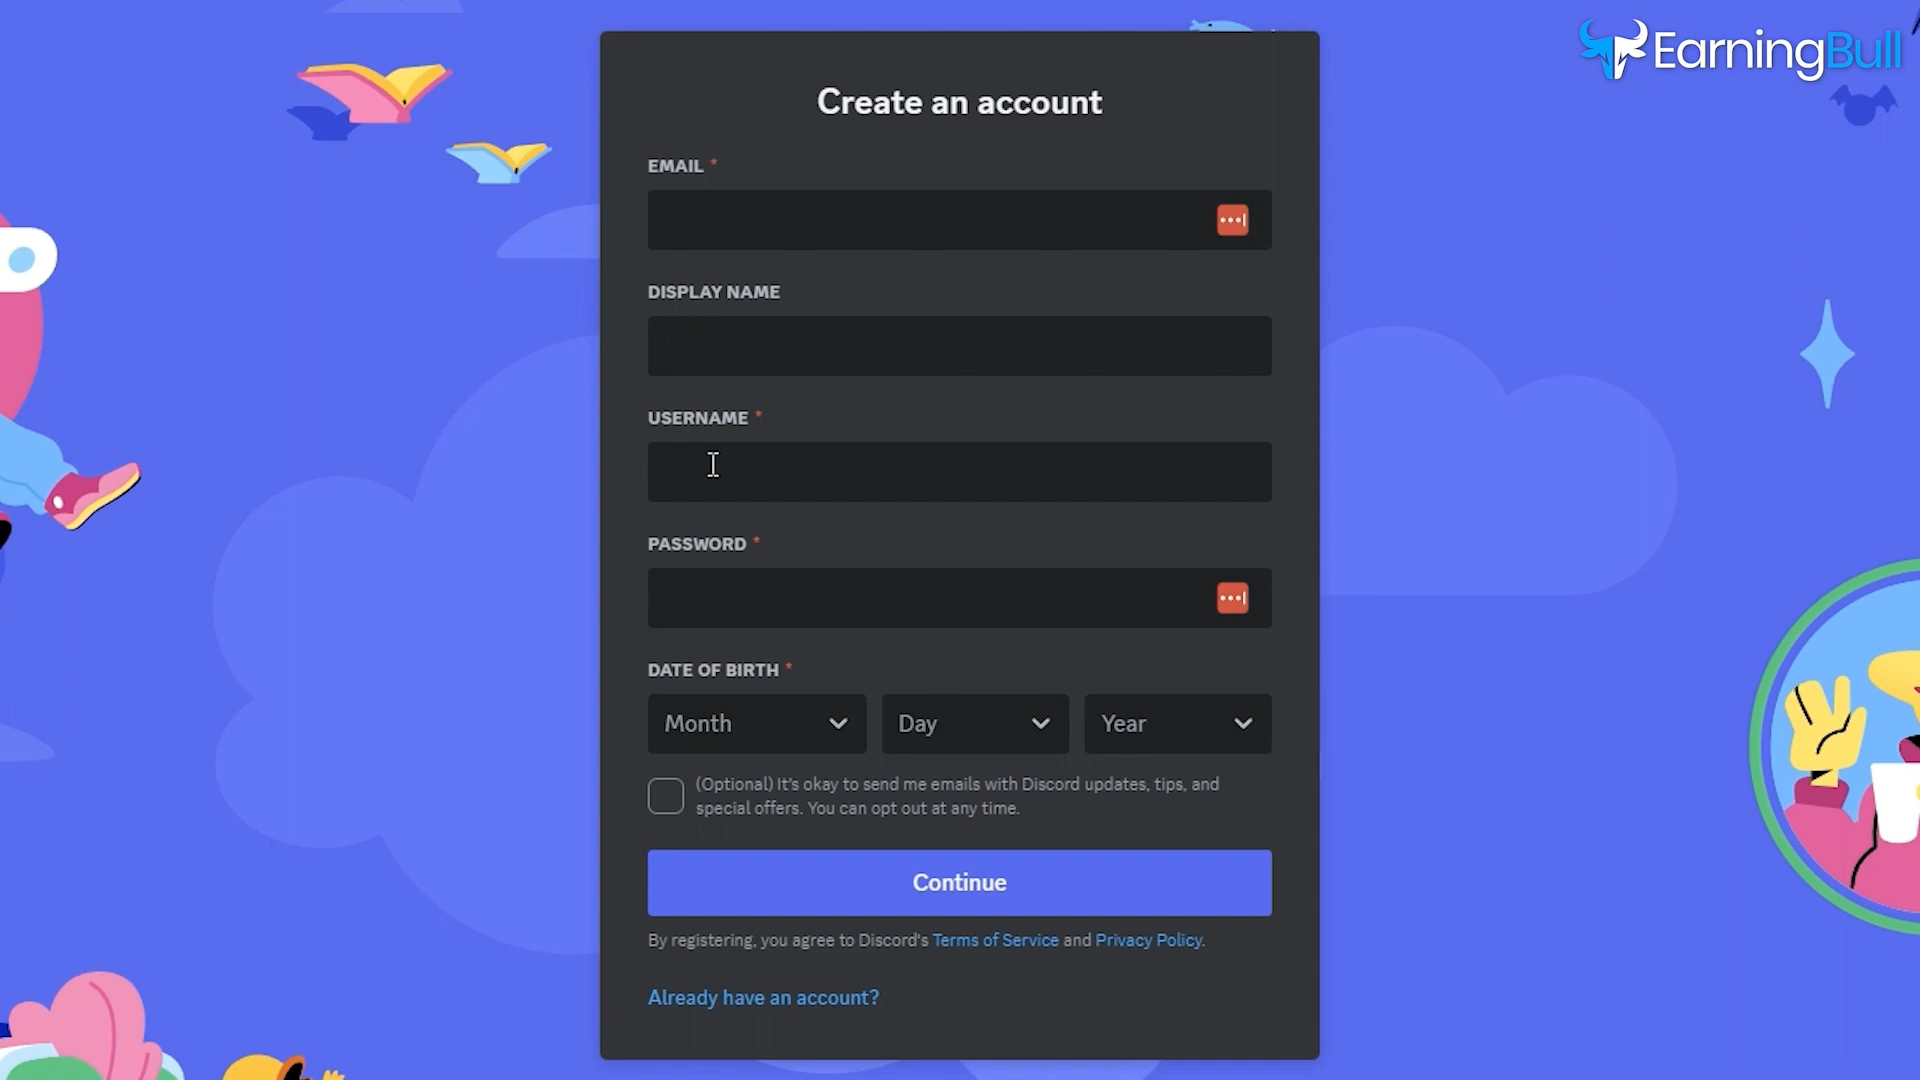 EarningBull
Create an account
EMAIL *
DISPLAY NAME
USERNAME *
PASSWORD *
DATE OF BIRTH *
Month Day Year
(Optional) It's okay to send me emails with Discord updates, tips, and
special offers. You can opt out at any time.
Continue
By registering, you agree to Discord's Terms of Service and Privacy Policy.
Already have an account?